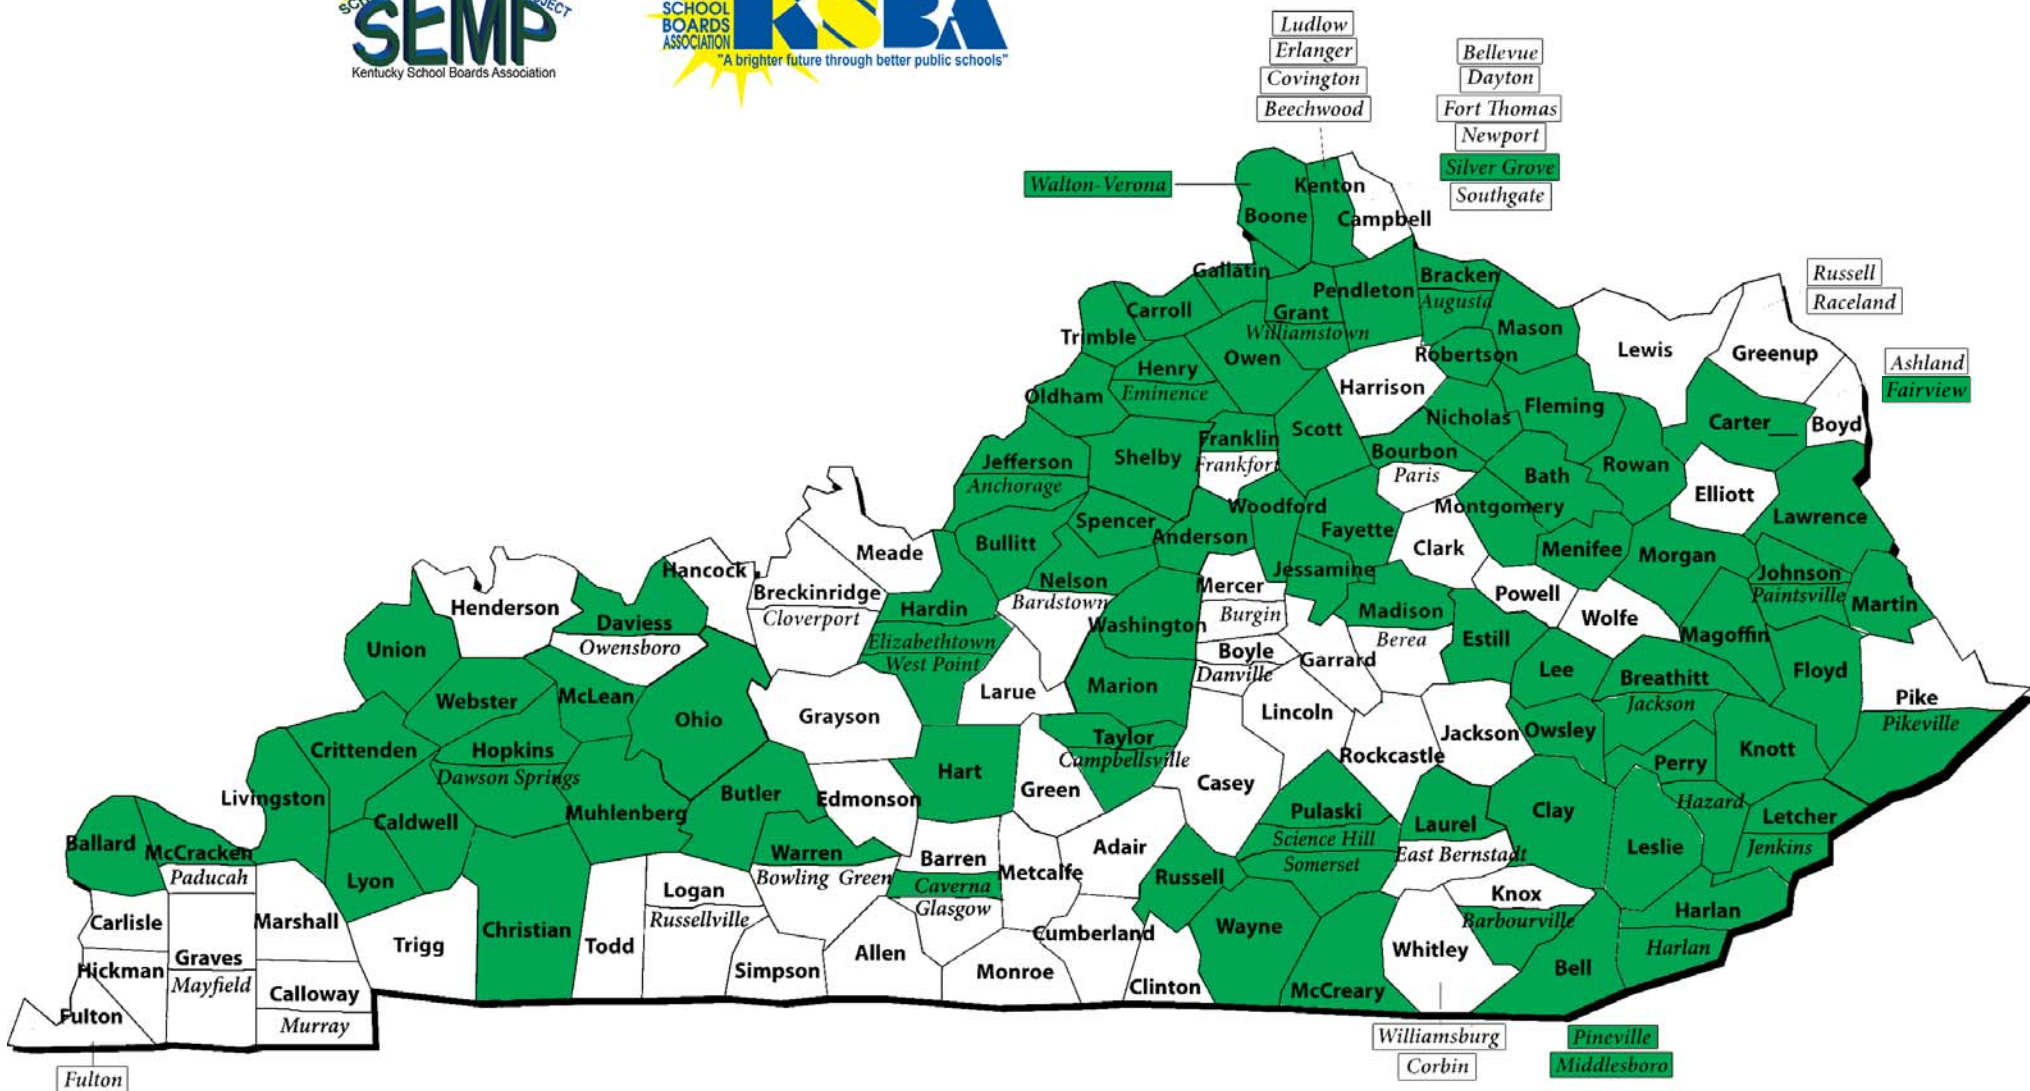 SEMP
Kentucky School Boards Association
SCHOOL
BOARDS
ASSOCIATION
KSBA
"A brighter future through better public schools"
Ludlow
Erlanger
Covington
Beechwood
Bellevue
Dayton
Fort Thomas
Newport
Silver Grove
Southgate
Walton-Verona
Kenton
Boone
Campbell
Gallatin
Pendleton
Bracken
Augusta
Russell
Raceland
Carroll
Grant
Williamstown
Mason
Trimble
Owen
Robertson
Lewis
Greenup
Henry
Eminence
Harrison
Ashland
Fairview
Oldham
Nicholas
Fleming
Carter
Boyd
Franklin
Frankfort
Scott
Bourbon
Paris
Jefferson
Anchorage
Shelby
Bath
Rowan
Elliott
Woodford
Montgomery
Lawrence
Spencer
Anderson
Fayette
Bullitt
Meade
Clark
Menifee
Morgan
Hancock
Jessamine
Johnson
Paintsville
Nelson
Bardstown
Mercer
Burgin
Breckinridge
Cloverport
Powell
Henderson
Hardin
Elizabethtown
West Point
Madison
Berea
Martin
Daviess
Owensboro
Washington
Wolfe
Magoffin
Estill
Union
Boyle
Danville
Garrard
Lee
Breathitt
Jackson
Floyd
Larue
Marion
Pike
Pikeville
Webster
McLean
Ohio
Grayson
Lincoln
Jackson
Owsley
Crittenden
Hopkins
Dawson Springs
Taylor
Campbellsville
Rockcastle
Perry
Hazard
Knott
Hart
Green
Casey
Livingston
Caldwell
Muhlenberg
Butler
Edmonson
Pulaski
Science Hill
Somerset
Laurel
East Bernstadt
Clay
Letcher
Jenkins
Ballard
McCracken
Paducah
Warren
Bowling Green
Barren
Caverna
Glasgow
Metcalfe
Adair
Leslie
Lyon
Logan
Russellville
Russell
Knox
Barbourville
Harlan
Harlan
Carlisle
Marshall
Christian
Wayne
Trigg
Todd
Cumberland
Whitley
Graves
Mayfield
Allen
Hickman
Simpson
Monroe
Bell
Calloway
Murray
Clinton
McCreary
Fulton
Williamsburg
Corbin
Pineville
Middlesboro
Fulton